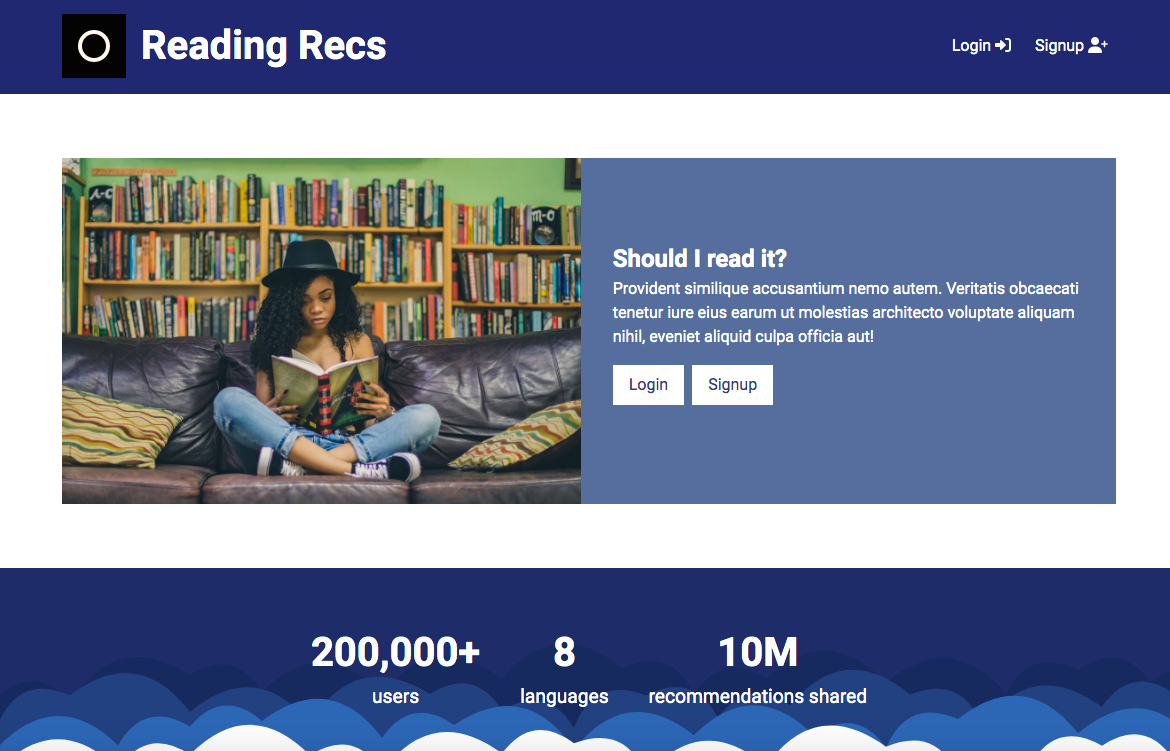 Reading Recs
Login
Signup
A-C
M-O
Should I read it?
Provident similique accusantium nemo autem. Veritatis obcaecati
tenetur iure eius earum ut molestias architecto voluptate aliquam
nihil, eveniet aliquid culpa officia aut!
Login
Signup
200,000+
8
10M
users
languages
recommendations shared